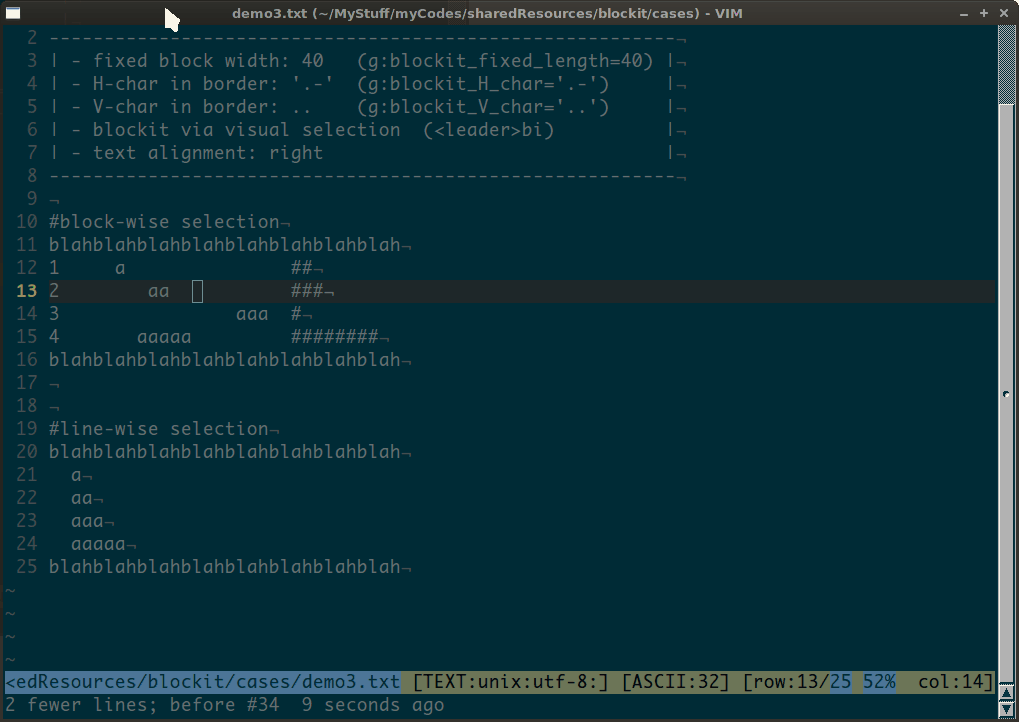 demo3.txt (~/MyStuff/myCodes/sharedResources/blockit/cases) - VIM
2 ---------------------------------------------------------¬
3 | - fixed block width: 40   (g:blockit_fixed_length=40) |¬
4 | - H-char in border: '.-'  (g:blockit_H_char='.-')     |¬
5 | - V-char in border: ..    (g:blockit_V_char='..')     |¬
6 | - blockit via visual selection  (<leader>bi)          |¬
7 | - text alignment: right                               |¬
8 ---------------------------------------------------------¬
9 ¬
10 #block-wise selection¬
11 blahblahblahblahblahblahblahblah¬
12 1     a               ##¬
13 2        aa           ###¬
14 3                aaa  #¬
15 4       aaaaa         ########¬
16 blahblahblahblahblahblahblahblah¬
17 ¬
18 ¬
19 #line-wise selection¬
20 blahblahblahblahblahblahblahblah¬
21   a¬
22   aa¬
23   aaa¬
24   aaaaa¬
25 blahblahblahblahblahblahblahblah¬
~
~
~
~
<edResources/blockit/cases/demo3.txt [TEXT:unix:utf-8:] [ASCII:32] [row:13/25 52%  col:14]
2 fewer lines; before #34  9 seconds ago